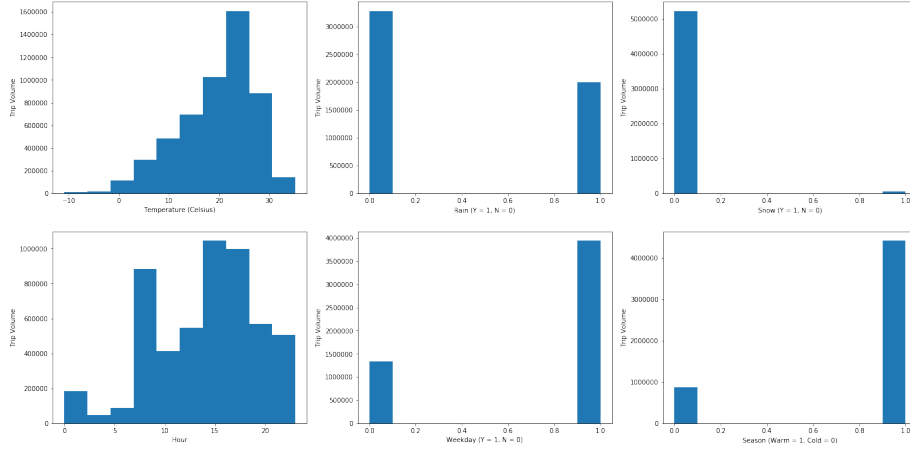 1600000
1400000
1200000
1000000
800000
600000
400000
200000
0
Trip Volume
−10 0 10 20 30
Temperature (Celsius)
3000000
2500000
2000000
1500000
1000000
500000
0
Trip Volume
0.0 0.2 0.4 0.6 0.8 1.0
Rain (Y = 1, N = 0)
5000000
4000000
3000000
2000000
1000000
0
Trip Volume
0.0 0.2 0.4 0.6 0.8 1.0
Snow (Y = 1, N = 0)
1000000
800000
600000
400000
200000
0
Trip Volume
0 5 10 15 20
Hour
4000000
3500000
3000000
2500000
2000000
1500000
1000000
500000
0
Trip Volume
0.0 0.2 0.4 0.6 0.8 1.0
Weekday (Y = 1, N = 0)
4000000
3000000
2000000
1000000
0
Trip Volume
0.0 0.2 0.4 0.6 0.8 1.0
Season (Warm = 1, Cold = 0)